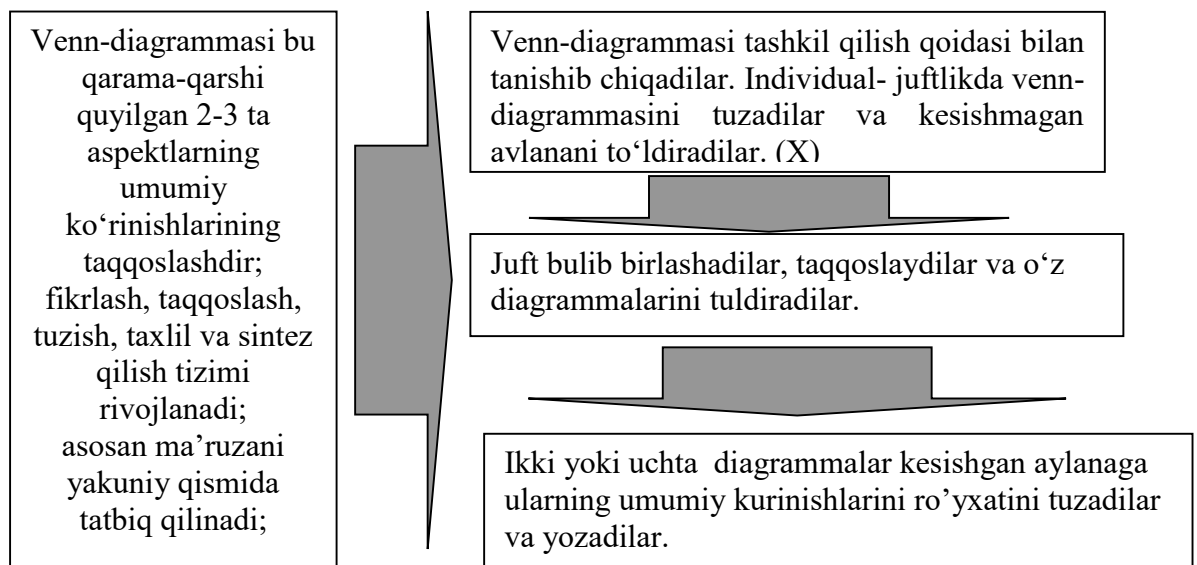 Venn-diagrammasi bu
qarama-qarshi
quyilgan 2-3 ta
aspektlarning
umumiy
ko‘rinishlarining
taqqoslashdir;
fikrlash, taqqoslash,
tuzish, taxlil va sintez
qilish tizimi
rivojlanadi;
asosan ma’ruzani
yakuniy qismida
tatbiq qilinadi;
Venn-diagrammasi tashkil qilish qoidasi bilan
tanishib chiqadilar. Individual- juftlikda venn-
diagrammasini tuzadilar va kesishmagan
avlanani to‘ldiradilar. (X)
Juft bulib birlashadilar, taqqoslaydilar va o‘z
diagrammalarini tuldiradilar.
Ikki yoki uchta diagrammalar kesishgan aylanaga
ularning umumiy kurinishlarini ro’yxatini tuzadilar
va yozadilar.